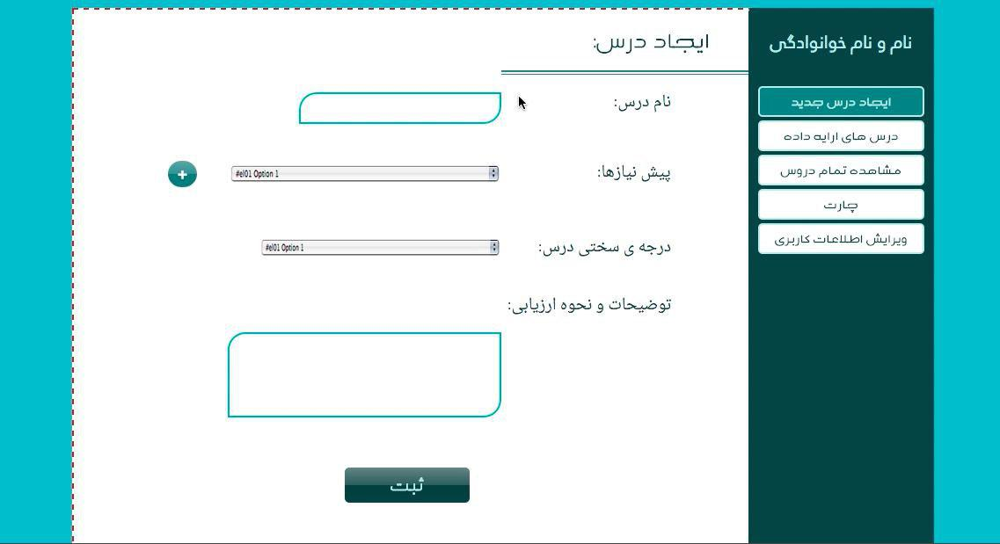 نام و نام خوانوادگی
ایجاد درس جدید
درس های ارایه داده
مشاهده تمام دروس
چارت
ویرایش اطلاعات کاربری
ایجاد درس:
نام درس:
پیش نیازها:
#el01 Option 1
+
درجه ی سختی درس:
#el01 Option 1
توضیحات و نحوه ارزیابی:
ثبت